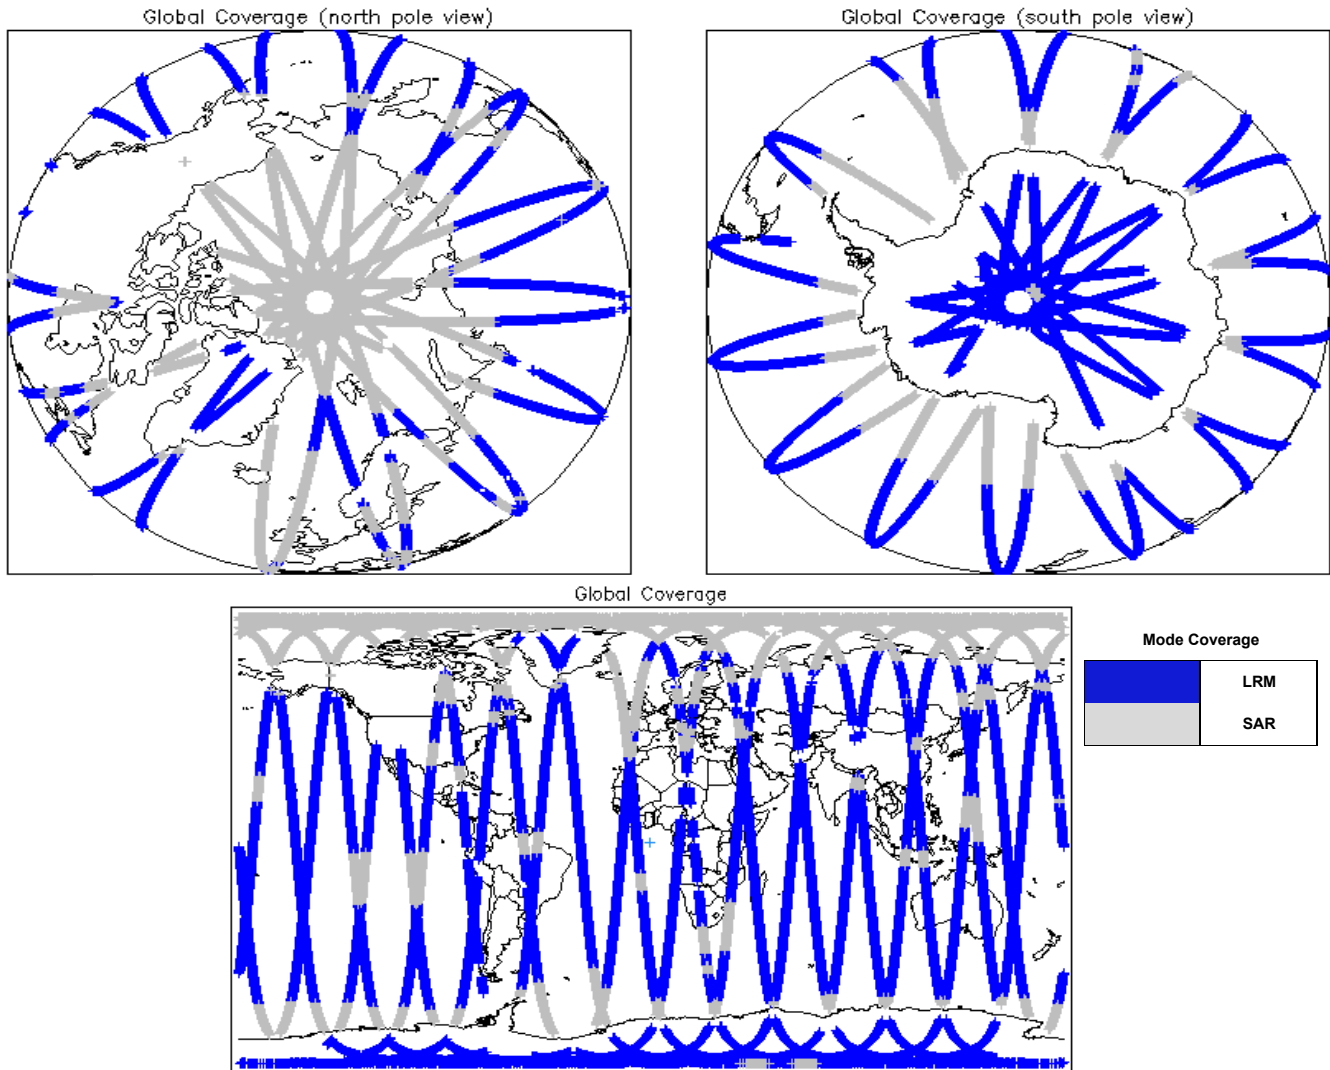 Global Coverage (north pole view)
Global Coverage (south pole view)
Global Coverage
Mode Coverage
LRM
SAR